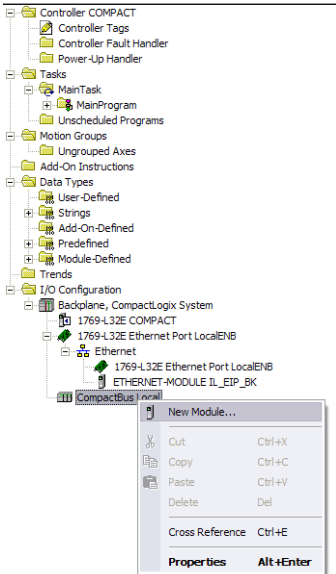 Controller COMPACT
Controller Tags
Controller Fault Handler
Power-Up Handler
Tasks
MainTask
MainProgram
Unscheduled Programs
Motion Groups
Ungrouped Axes
Add-On Instructions
Data Types
User-Defined
Strings
Add-On-Defined
Predefined
Module-Defined
Trends
I/O Configuration
Backplane, CompactLogix System
1769-L32E COMPACT
1769-L32E Ethernet Port LocalENB
Ethernet
1769-L32E Ethernet Port LocalENB
ETHERNET-MODULE IL_EIP_BK
CompactBus Local
New Module...
Cut Ctrl+X
Copy Ctrl+C
Paste Ctrl+V
Delete Del
Cross Reference Ctrl+E
Properties Alt+Enter